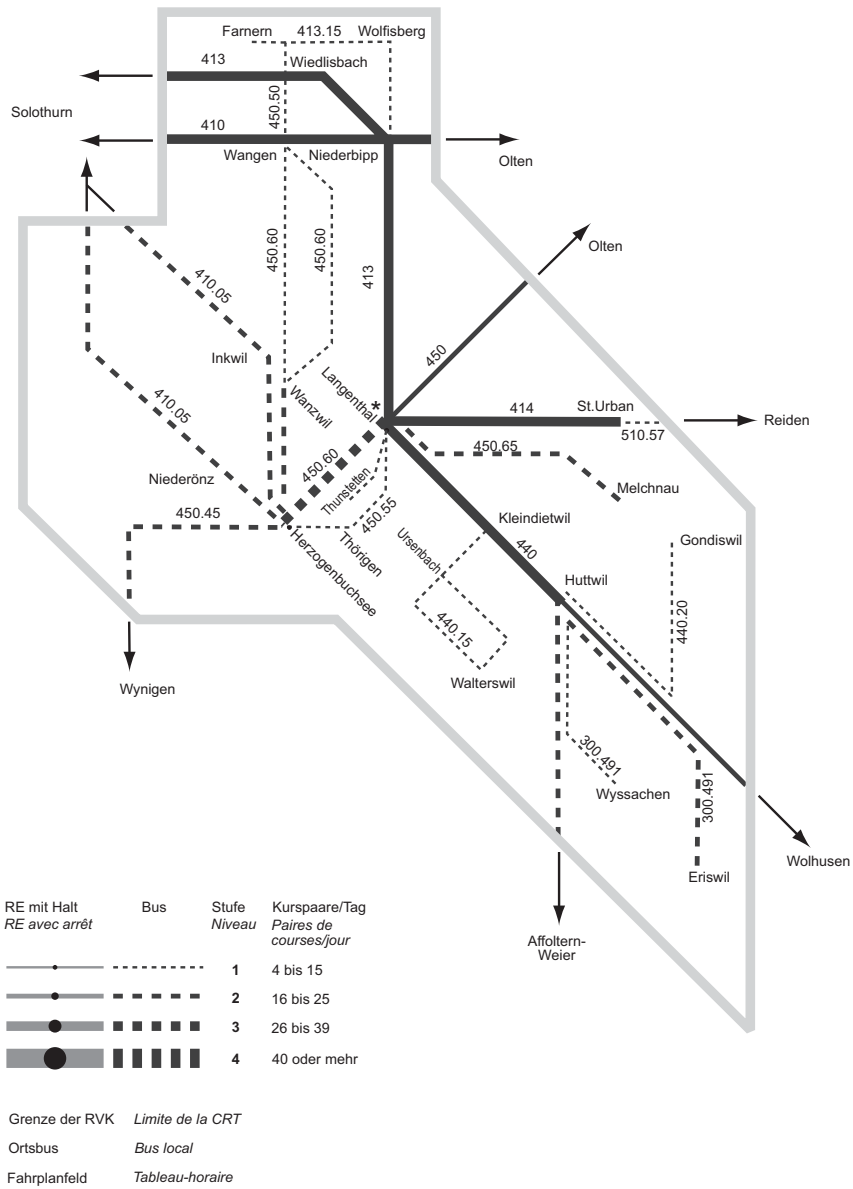 Farnern
413.15
Wolfisberg
413
Wiedlisbach
450.50
Solothurn
410
Wangen
Niederbipp
Olten
450.60
450.60
413
Olten
410.05
Inkwil
450
Langenthal
*
Wanzwil
414
St.Urban
510.57
Reiden
410.05
450.65
450.60
Niederönz
Thunstetten
Melchnau
450.45
450.55
Kleindietwil
Thörigen
Ursenbach
440
Gondiswil
Herzogenbuchsee
Huttwil
440.20
440.15
Walterswil
Wynigen
300.491
Wyssachen
300.491
Wolhusen
Eriswil
Affoltern-
Weier
RE mit Halt
RE avec arrêt
Bus
Stufe
Niveau
Kurspaare/Tag
Paires de
courses/jour
1 4 bis 15
2 16 bis 25
3 26 bis 39
4 40 oder mehr
Grenze der RVK Limite de la CRT
Ortsbus Bus local
Fahrplanfeld Tableau-horaire